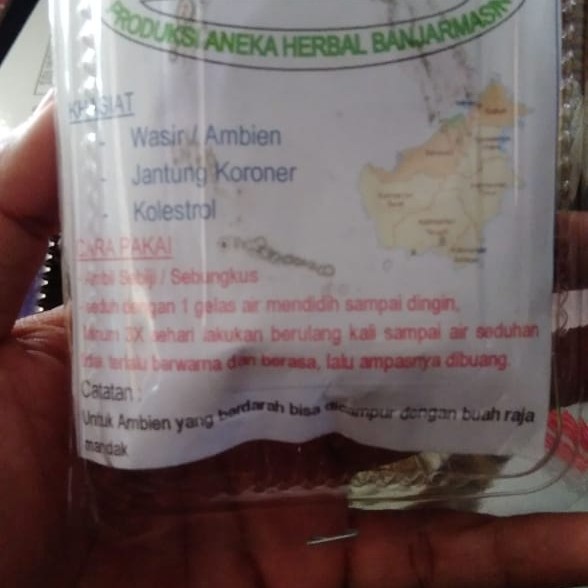 PRODUKSI ANEKA HERBAL BANJARMASIN
KHASIAT
- Wasir / Ambien
- Jantung Koroner
- Kolestrol
CARA PAKAI
- Ambil Sebiji / Sebungkus
- seduh dengan 1 gelas air mendidih sampai dingin,
Minum 3X sehari lakukan berulang kali sampai air seduhan
tidak terlalu berwarna dan berasa, lalu ampasnya dibuang.
Catatan :
Untuk Ambien yang berdarah bisa dicampur dengan buah raja
mandak